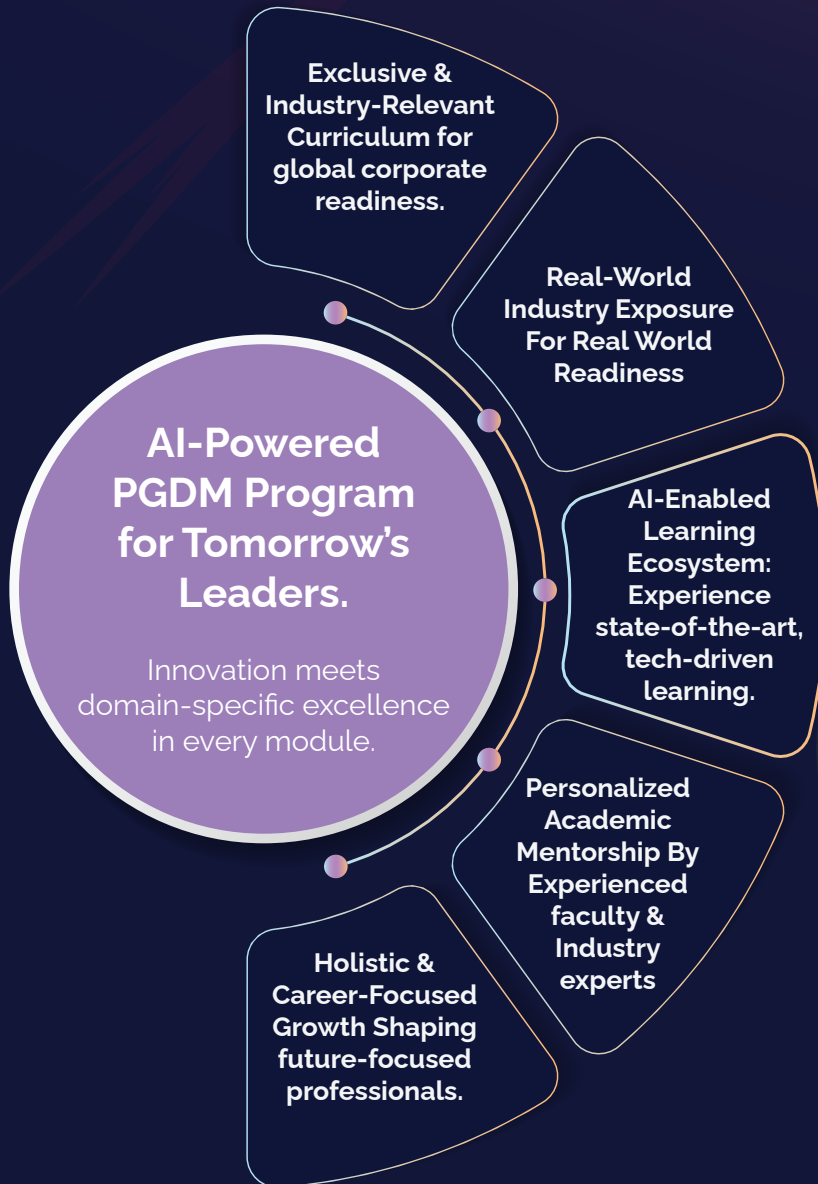 Exclusive &
Industry-Relevant
Curriculum for
global corporate
readiness.
Real-World
Industry Exposure
For Real World
Readiness
AI-Powered
PGDM Program
for Tomorrow's
Leaders.
Innovation meets
domain-specific excellence
in every module.
AI-Enabled
Learning
Ecosystem:
Experience
state-of-the-art,
tech-driven
learning.
Personalized
Academic
Mentorship By
Experienced
faculty &
Industry
experts
Holistic &
Career-Focused
Growth Shaping
future-focused
professionals.